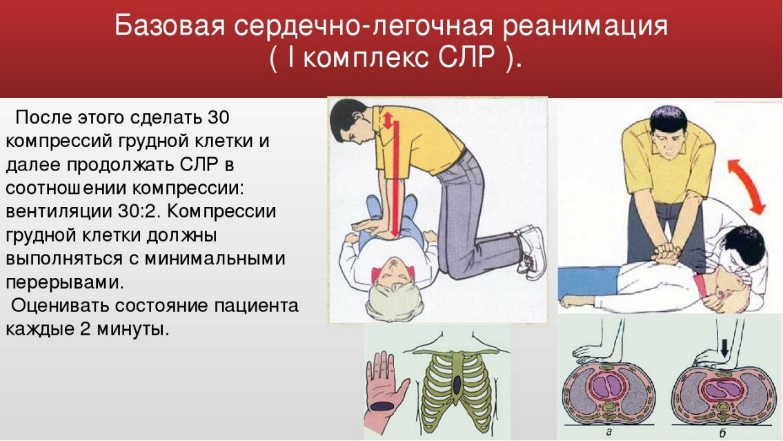 Базовая сердечно-легочная реанимация
( I комплекс СЛР ).
После этого сделать 30
компрессий грудной клетки и
далее продолжать СЛР в
соотношении компрессии:
вентиляции 30:2. Компрессии
грудной клетки должны
выполняться с минимальными
перерывами.
Оценивать состояние пациента
каждые 2 минуты.
а
б